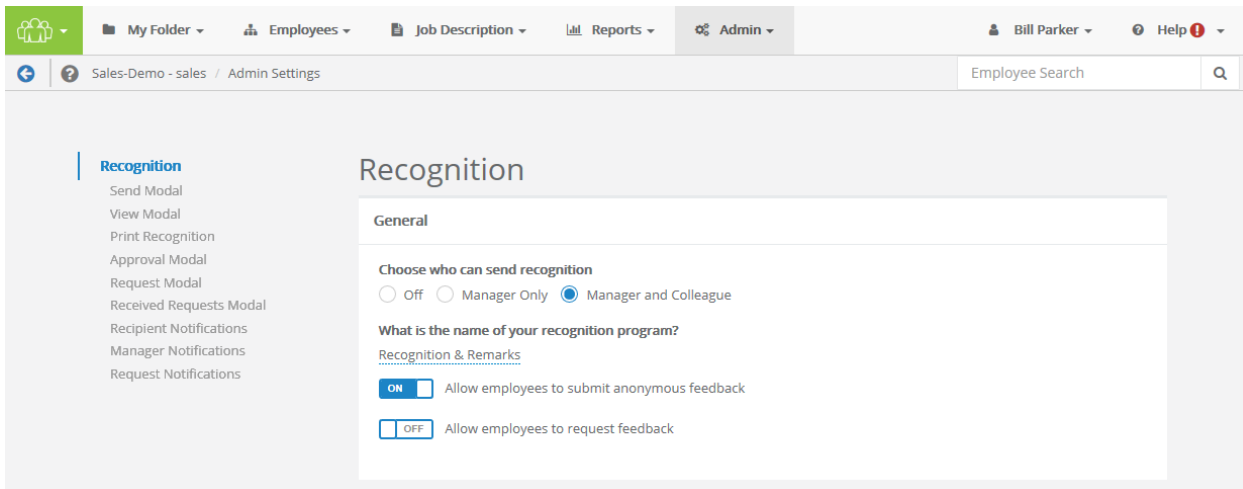 My Folder Employees Job Description Reports Admin Bill Parker Help
Sales-Demo - sales / Admin Settings Employee Search
Recognition
Send Modal
View Modal
Print Recognition
Approval Modal
Request Modal
Received Requests Modal
Recipient Notifications
Manager Notifications
Request Notifications
Recognition
General
Choose who can send recognition
Off Manager Only Manager and Colleague
What is the name of your recognition program?
Recognition & Remarks
ON Allow employees to submit anonymous feedback
OFF Allow employees to request feedback